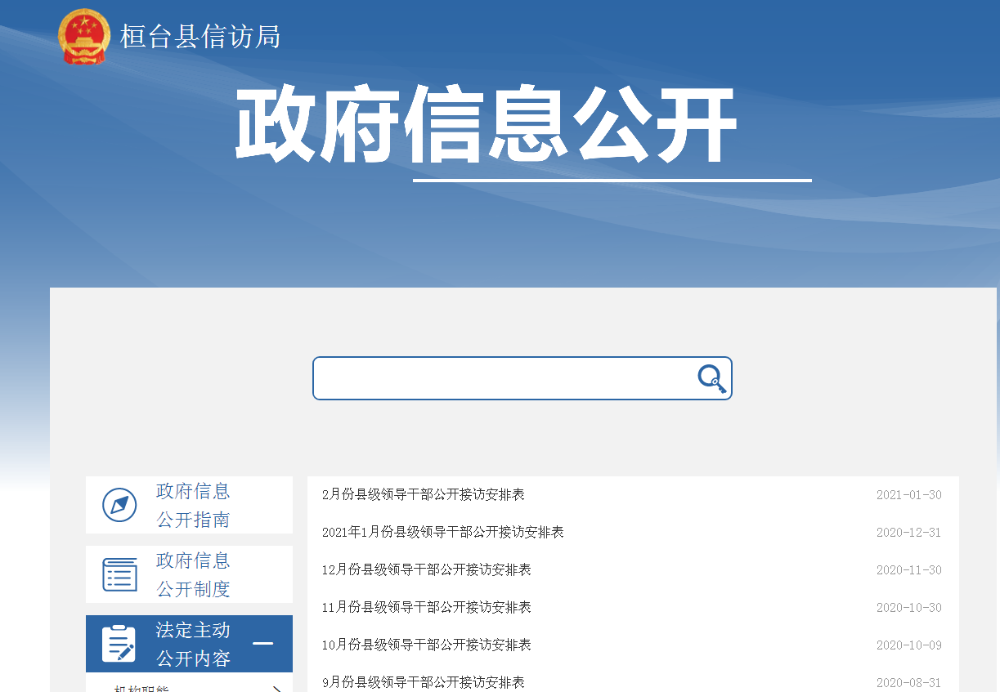 桓台县信访局
政府信息公开
政府信息
公开指南
政府信息
公开制度
法定主动
公开内容
机构职能
2月份县级领导干部公开接访安排表 2021-01-30
2021年1月份县级领导干部公开接访安排表 2020-12-31
12月份县级领导干部公开接访安排表 2020-11-30
11月份县级领导干部公开接访安排表 2020-10-30
10月份县级领导干部公开接访安排表 2020-10-09
9月份县级领导干部公开接访安排表 2020-08-31